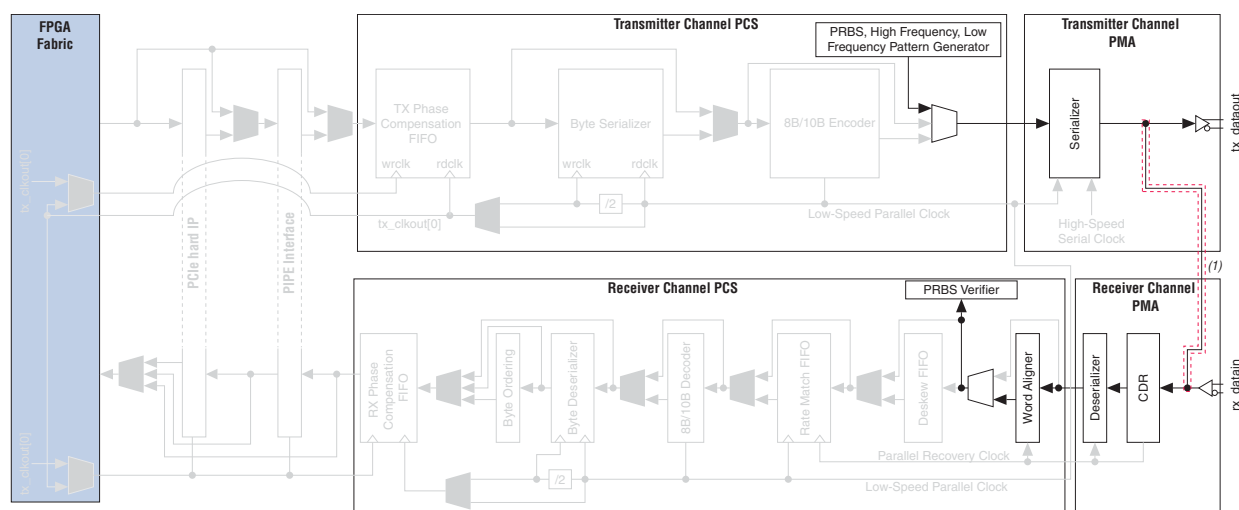 FPGA
Fabric
Transmitter Channel PCS
Transmitter Channel
PMA
PRBS, High Frequency, Low
Frequency Pattern Generator
TX Phase
Compensation
FIFO
wrclk
rdclk
Byte Serializer
wrclk
rdclk
8B/10B Encoder
Serializer
tx_dataout
tx_clkout[0]
tx_clkout[0]
/2
Low-Speed Parallel Clock
High-Speed
Serial Clock
PCIe hard IP
PIPE Interface
(1)
Receiver Channel PCS
Receiver Channel
PMA
PRBS Verifier
RX Phase
Compensation
FIFO
Byte Ordering
Byte Deserializer
8B/10B Decoder
Rate Match FIFO
Deskew FIFO
Word Aligner
Deserializer
CDR
rx_datain
tx_clkout[0]
Parallel Recovery Clock
/2
Low-Speed Parallel Clock